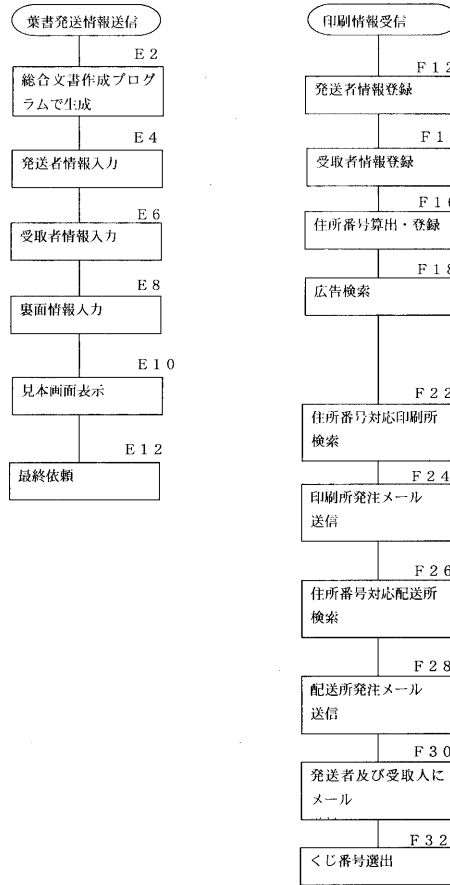 葉書発送情報送信
E2
総合文書作成プログ
ラムで生成
E4
発送者情報入力
E6
受取者情報入力
E8
裏面情報入力
E10
見本画面表示
E12
最終依頼
印刷情報受信
F12
発送者情報登録
F1
受取者情報登録
F16
住所番号算出・登録
F18
広告検索
F22
住所番号対応印刷所
検索
F24
印刷所発注メール
送信
F26
住所番号対応配送所
検索
F28
配送所発注メール
送信
F30
発送者及び受取人に
メール
F32
くじ番号選出